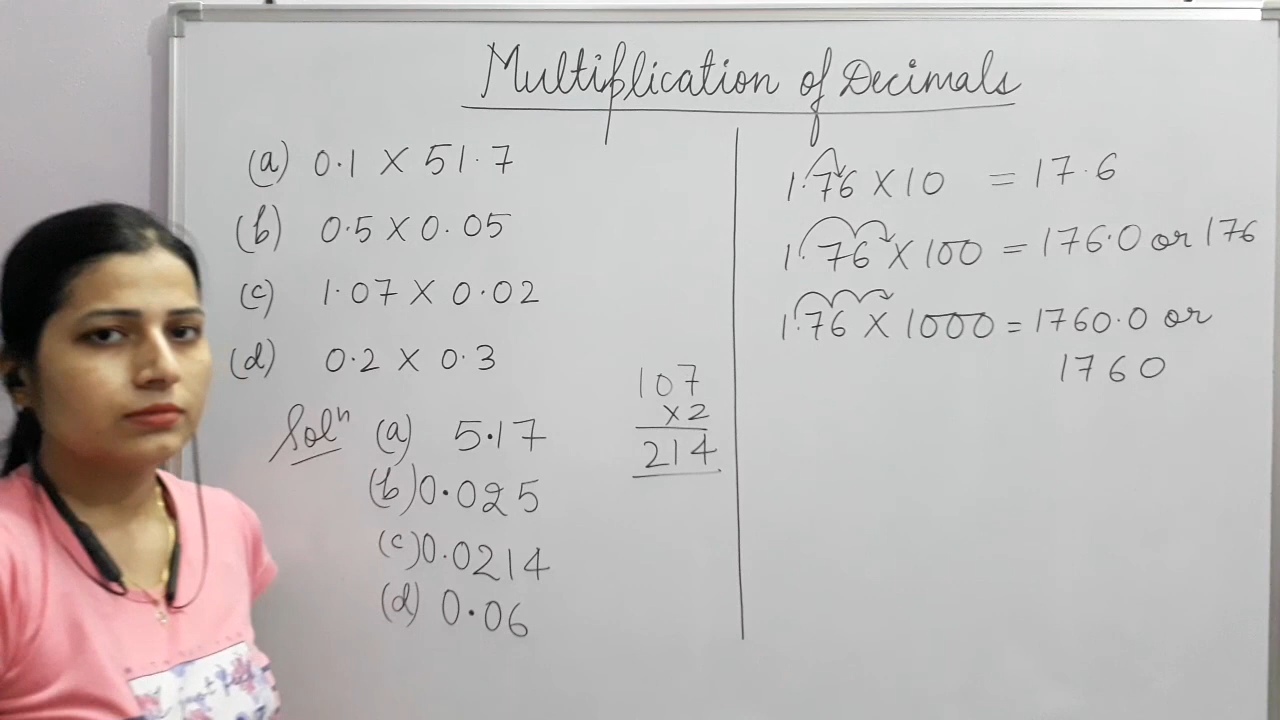 Multiplication of Decimals
(a) 0.1 X 51.7
(b) 0.5 X 0.05
(c) 1.07 X 0.02
(d) 0.2 X 0.3
Solⁿ (a) 5.17
(b) 0.025
(c) 0.0214
(d) 0.06
107
x2
214
1.76 X 10 = 17.6
1.76 X 100 = 176.0 or 176
1.76 X 1000 = 1760.0 or
1760